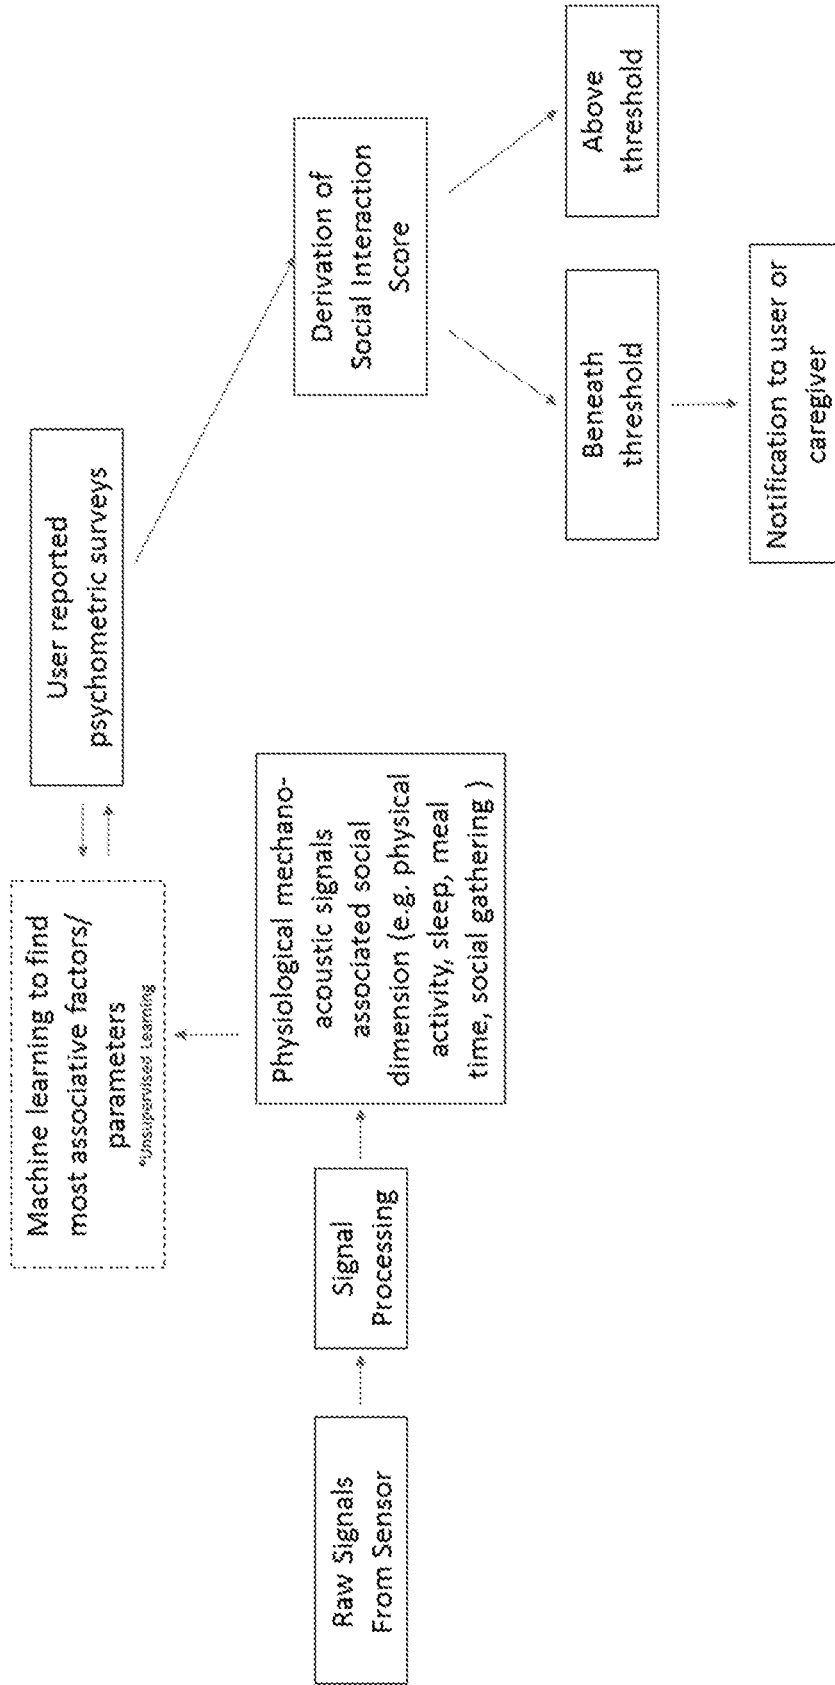 Raw Signals
From Sensor
Signal
Processing
Physiological mechano-
acoustic signals
associated social
dimension (e.g. physical
activity, sleep, meal
time, social gathering )
Machine learning to find
most associative factors/
parameters
*Unsupervised Learning
User reported
psychometric surveys
Derivation of
Social Interaction
Score
Beneath
threshold
Above
threshold
Notification to user or
caregiver